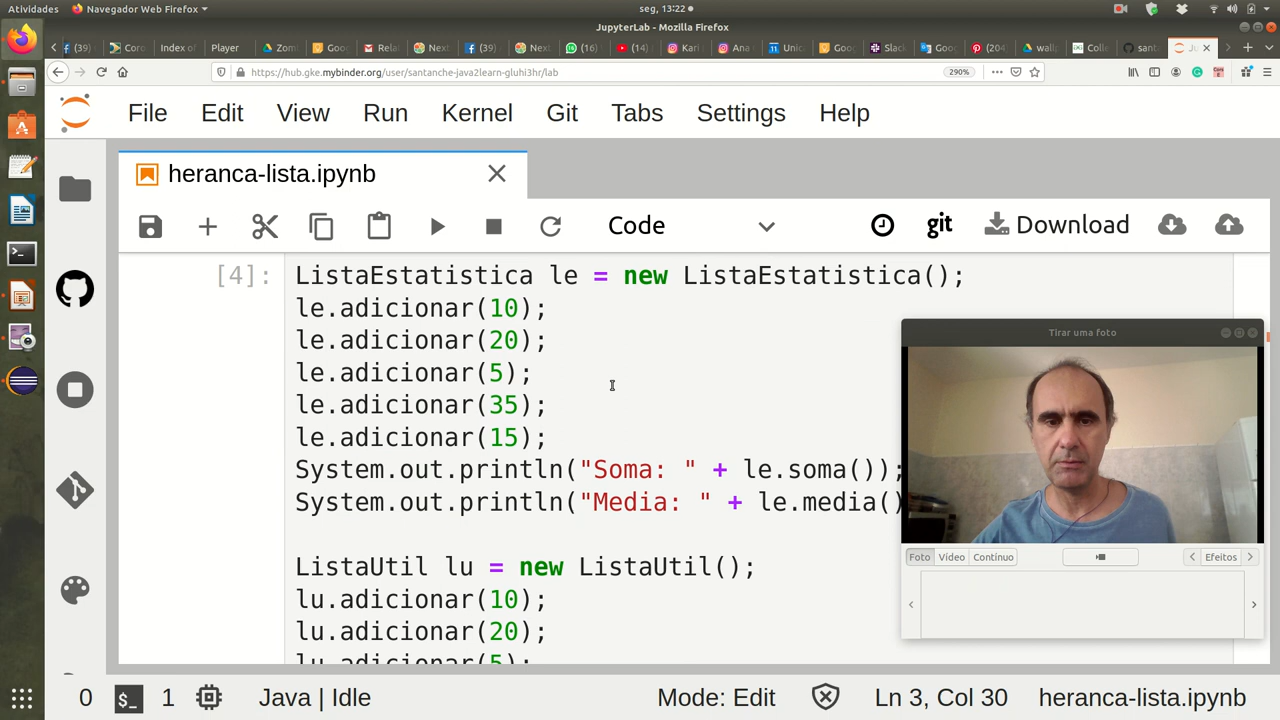 Atividades Navegador Web Firefox seg, 13:22
JupyterLab - Mozilla Firefox
(39) Coro Index of Player Zom Goo Rela Nex (39) Next (16) (14) Kari Ana Unic Goo Slack Goo (204 wall Colle sant Ju
https://hub.gke.mybinder.org/user/santanche-java2learn-gluhi3hr/lab 290%
File Edit View Run Kernel Git Tabs Settings Help
heranca-lista.ipynb
Code git Download
[4]: ListaEstatistica le = new ListaEstatistica();
le.adicionar(10);
le.adicionar(20);
le.adicionar(5);
le.adicionar(35);
le.adicionar(15);
System.out.println("Soma: " + le.soma());
System.out.println("Media: " + le.media()
ListaUtil lu = new ListaUtil();
lu.adicionar(10);
lu.adicionar(20);
lu.adicionar(5);
Tirar uma foto
Foto Vídeo Contínuo Efeitos
0 $_ 1 Java | Idle Mode: Edit Ln 3, Col 30 heranca-lista.ipynb